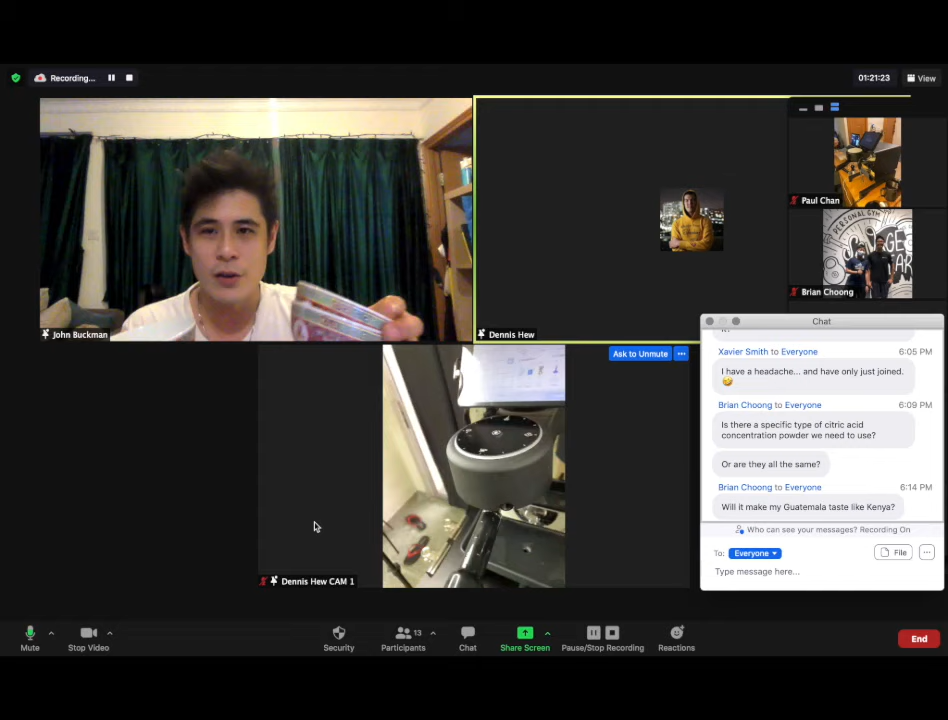 Recording...
01:21:23
View
Paul Chan
PERSONAL GYM
Brian Choong
John Buckman
Dennis Hew
Ask to Unmute
Chat
Xavier Smith to Everyone
6:05 PM
I have a headache... and have only just joined.
Brian Choong to Everyone
6:09 PM
Is there a specific type of citric acid
concentration powder we need to use?
Or are they all the same?
Brian Choong to Everyone
6:14 PM
Will it make my Guatemala taste like Kenya?
Who can see your messages? Recording On
To: Everyone
File
Type message here...
Dennis Hew CAM 1
Mute
Stop Video
Security
13
Participants
Chat
Share Screen
Pause/Stop Recording
Reactions
End